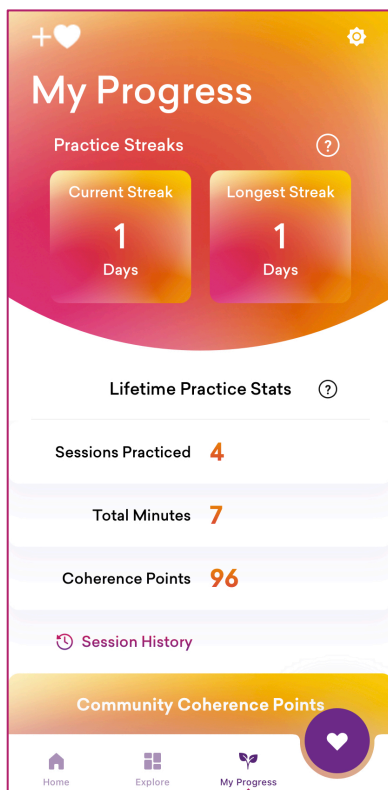 My Progress
Practice Streaks ?
Current Streak Longest Streak
1 1
Days Days
Lifetime Practice Stats ?
Sessions Practiced 4
Total Minutes 7
Coherence Points 96
Session History
Community Coherence Points
Home Explore My Progress